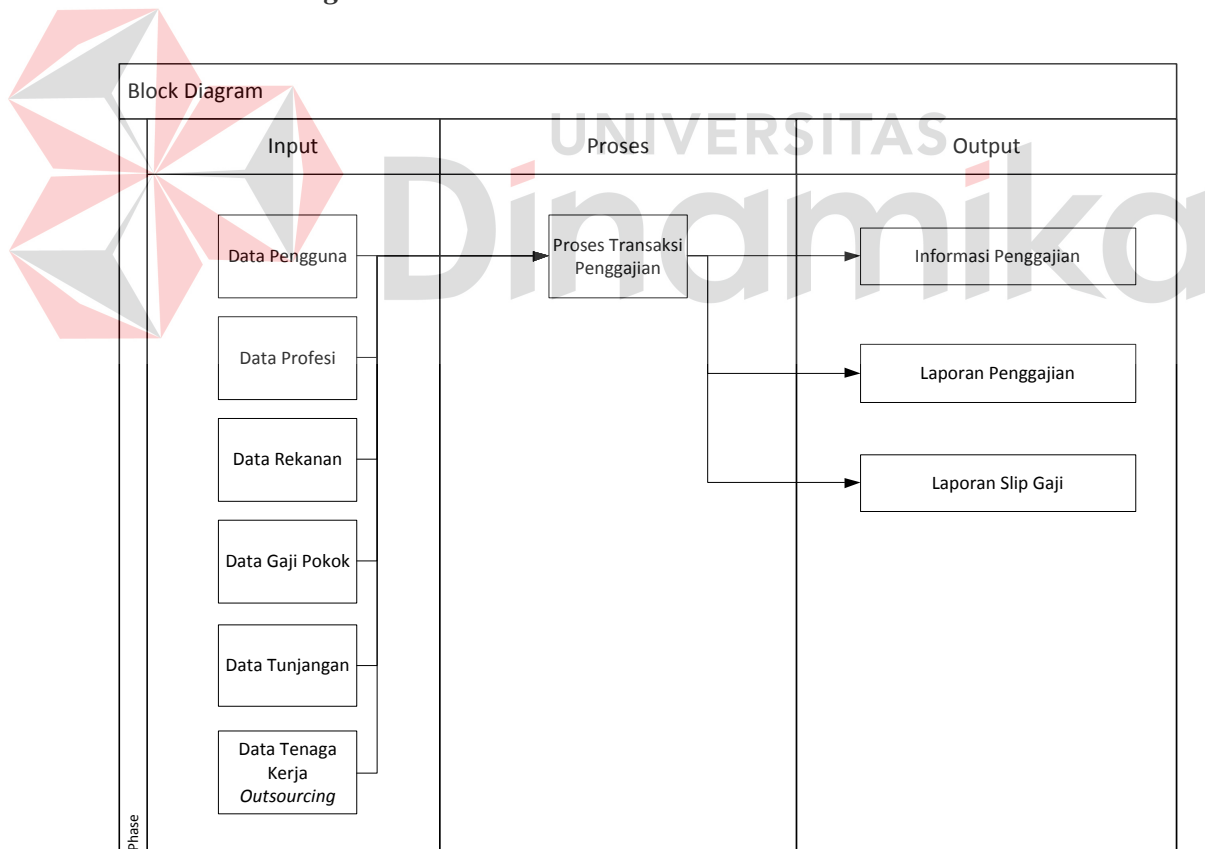 Block Diagram
UNIVERSITAS
Dinamika
Input
Proses
Output
Data Pengguna
Proses Transaksi
Penggajian
Informasi Penggajian
Data Profesi
Laporan Penggajian
Data Rekanan
Laporan Slip Gaji
Data Gaji Pokok
Data Tunjangan
Data Tenaga
Kerja
Outsourcing
Phase